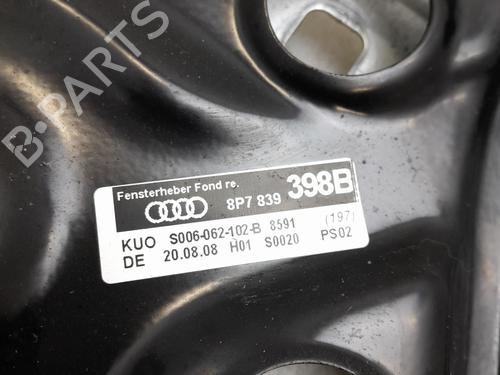 B-PARTS
Fensterheber Fond re.
8P7 839 398B
KUO S006-062-102-B 8591 (197)
DE 20.08.08 H01 S0020 PS02